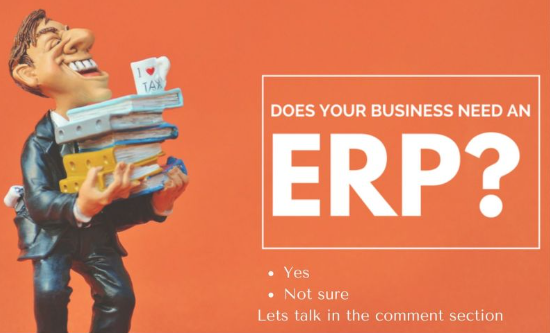 I ❤ TAX
DOES YOUR BUSINESS NEED AN
ERP?
• Yes
• Not sure
Lets talk in the comment section